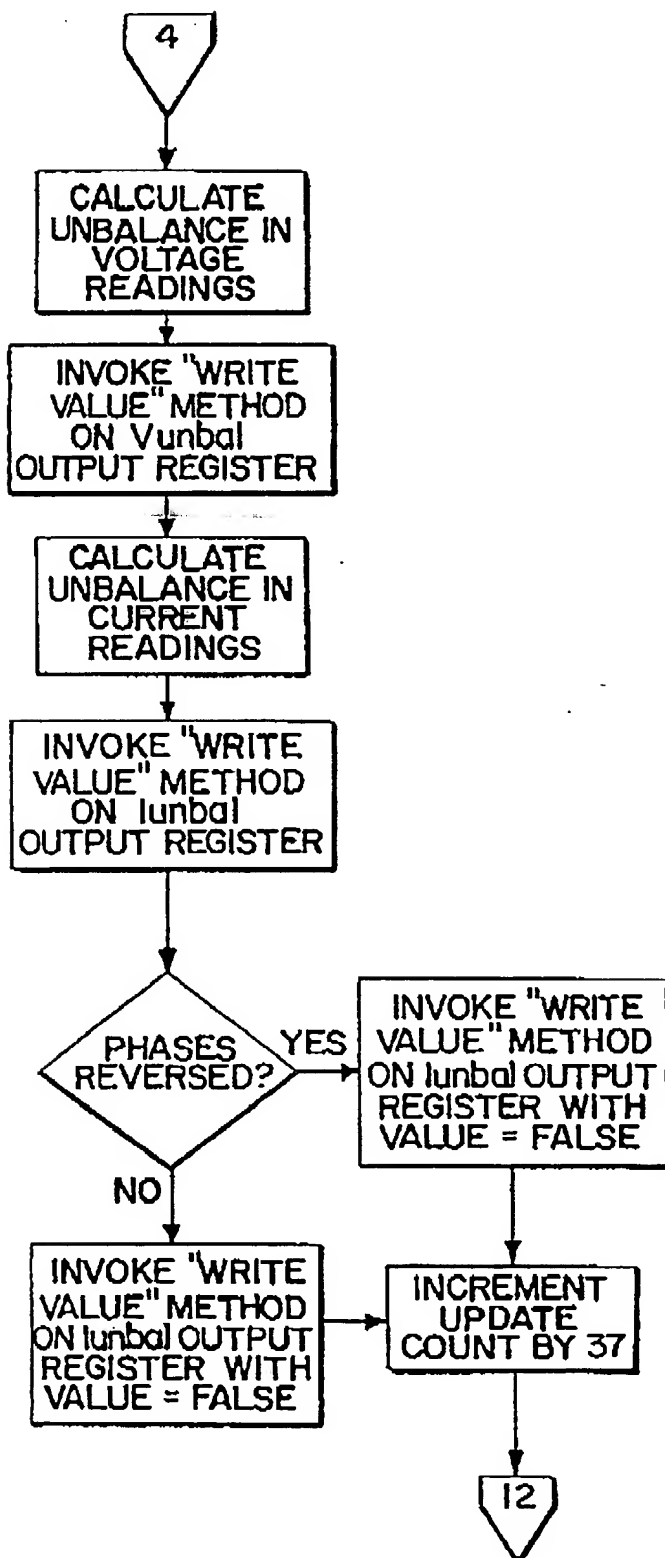 4
CALCULATE
UNBALANCE IN
VOLTAGE
READINGS
INVOKE "WRITE
VALUE" METHOD
ON Vunbal
OUTPUT REGISTER
CALCULATE
UNBALANCE IN
CURRENT
READINGS
INVOKE "WRITE
VALUE" METHOD
ON Iunbal
OUTPUT REGISTER
PHASES
REVERSED?
YES
INVOKE "WRITE
VALUE" METHOD
ON Iunbal OUTPUT
REGISTER WITH
VALUE = FALSE
NO
INVOKE "WRITE
VALUE" METHOD
ON Iunbal OUTPUT
REGISTER WITH
VALUE = FALSE
INCREMENT
UPDATE
COUNT BY 37
12